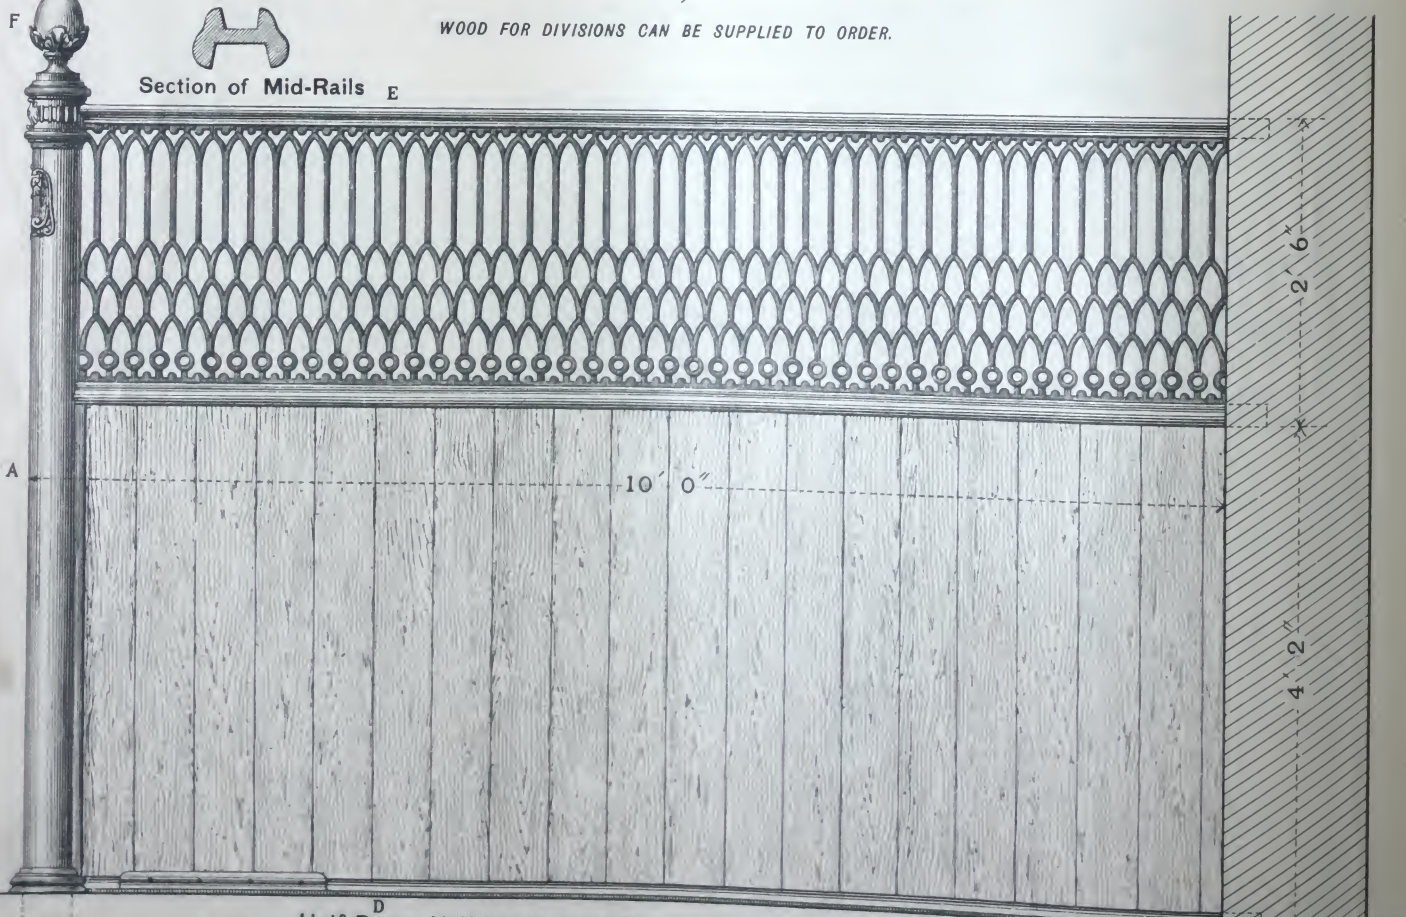 WOOD FOR DIVISIONS CAN BE SUPPLIED TO ORDER.
F
Section of Mid-Rails
E
2' 6"
A
10' 0"
4' 2"
D